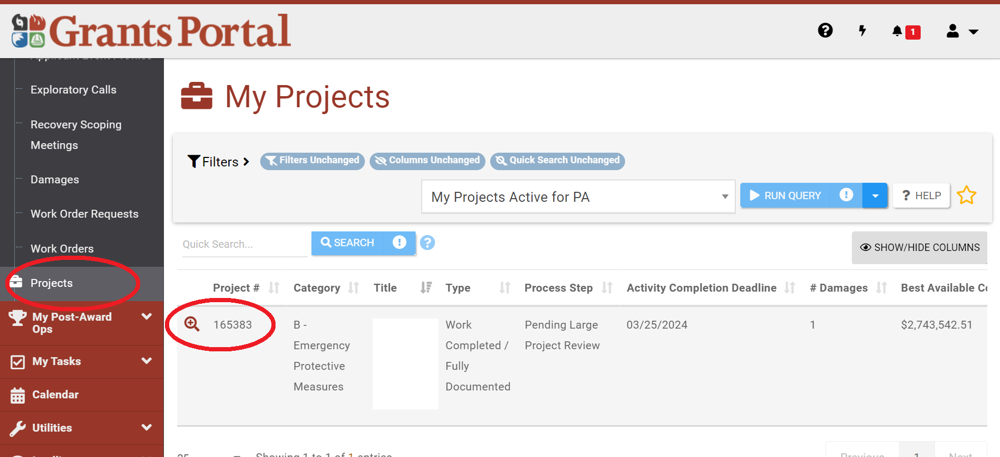 Grants Portal
1
Applicant Event Profiles
Exploratory Calls
Recovery Scoping
Meetings
Damages
Work Order Requests
Work Orders
Projects
My Post-Award
Ops
My Tasks
Calendar
Utilities
My Projects
Filters
Filters Unchanged
Columns Unchanged
Quick Search Unchanged
My Projects Active for PA
RUN QUERY
? HELP
Quick Search...
SEARCH
?
SHOW/HIDE COLUMNS
Project # Category Title Type Process Step Activity Completion Deadline # Damages Best Available Co
165383 B - Work Pending Large 03/25/2024 1 $2,743,542.51
Emergency Completed / Project Review
Protective Fully
Measures Documented
25 Showing 1 to 1 of 1 entries
Previous 1 Next